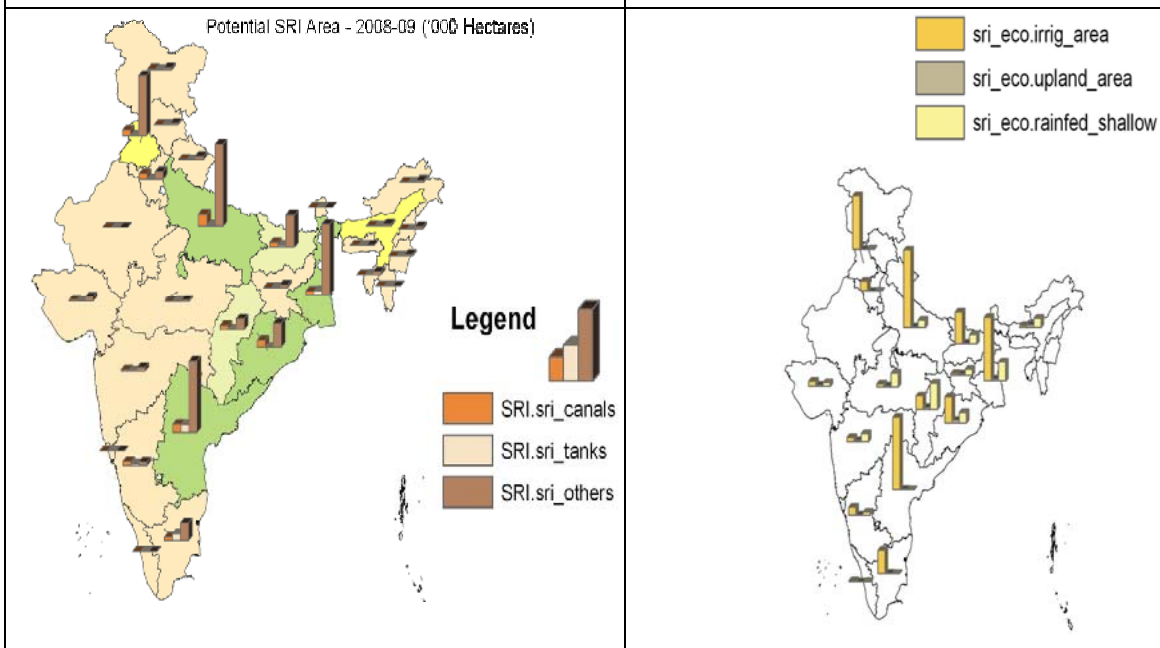 Potential SRI Area - 2008-09 ('000 Hectares)
Legend
SRI.sri_canals
SRI.sri_tanks
SRI.sri_others
sri_eco.irrig_area
sri_eco.upland_area
sri_eco.rainfed_shallow